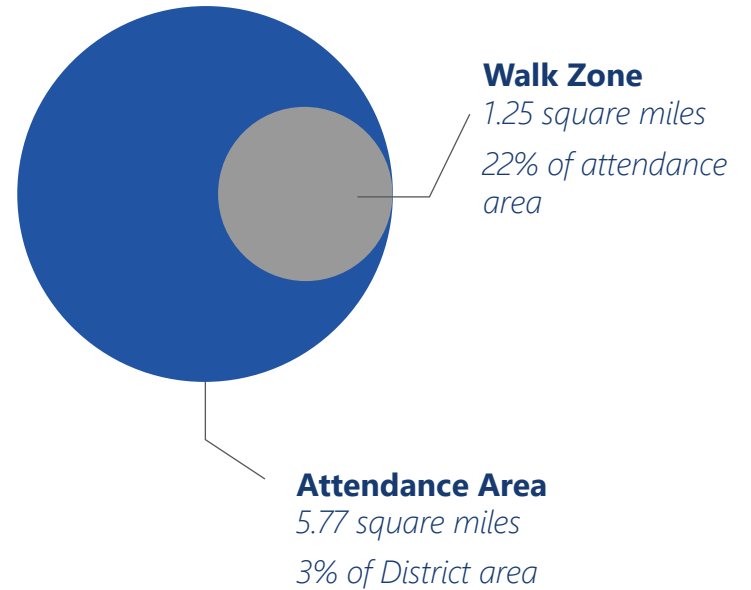 Walk Zone
1.25 square miles
22% of attendance
area
Attendance Area
5.77 square miles
3% of District area